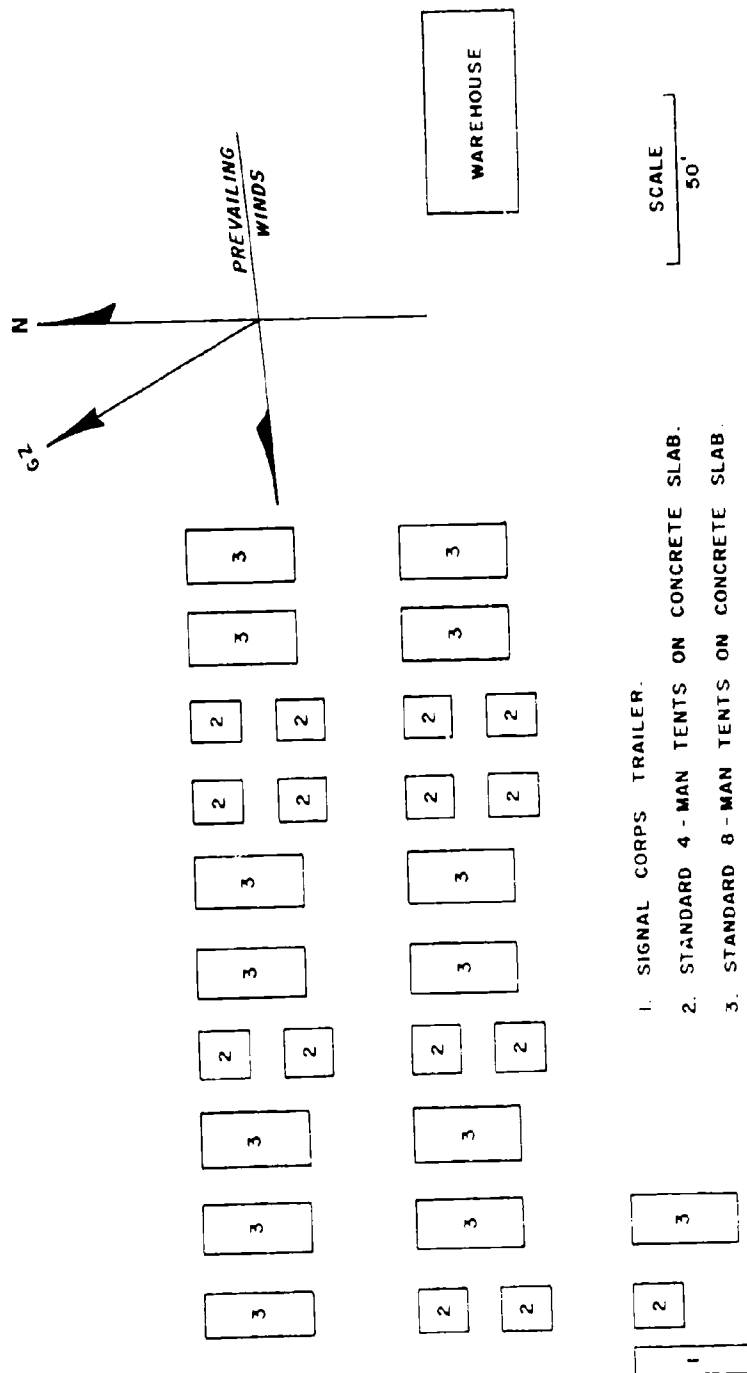 N
GZ
PREVAILING
WINDS
3 3 3 2 3 3 2 2 3 3
2 2 2
2 3 3 2 3 3 2 2 3 3
2 2 2 2
WAREHOUSE
1 2 3
1. SIGNAL CORPS TRAILER.
2. STANDARD 4-MAN TENTS ON CONCRETE SLAB.
3. STANDARD 8-MAN TENTS ON CONCRETE SLAB.
SCALE
50'